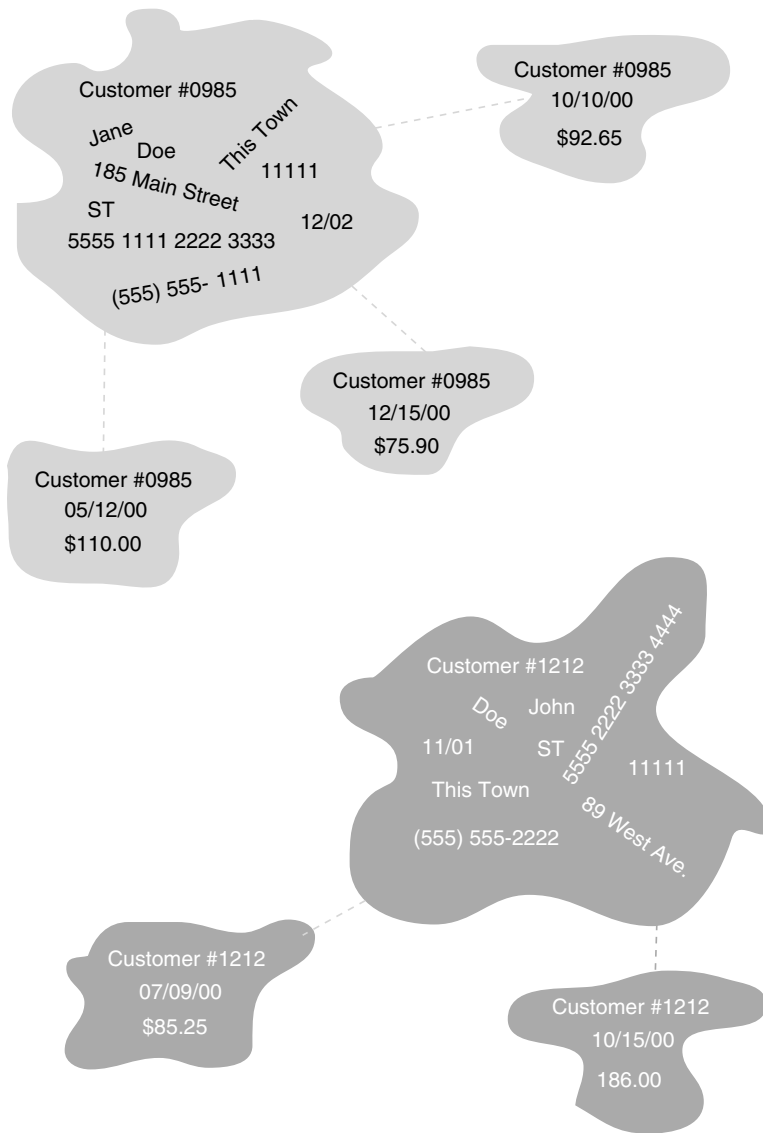 Customer #0985
Jane
Doe
This Town
185 Main Street
11111
ST
12/02
5555 1111 2222 3333
(555) 555- 1111
Customer #0985
10/10/00
$92.65
Customer #0985
12/15/00
$75.90
Customer #0985
05/12/00
$110.00
Customer #1212
Doe
John
5555 2222 3333 4444
11/01
ST
11111
This Town
89 West Ave.
(555) 555-2222
Customer #1212
07/09/00
$85.25
Customer #1212
10/15/00
186.00